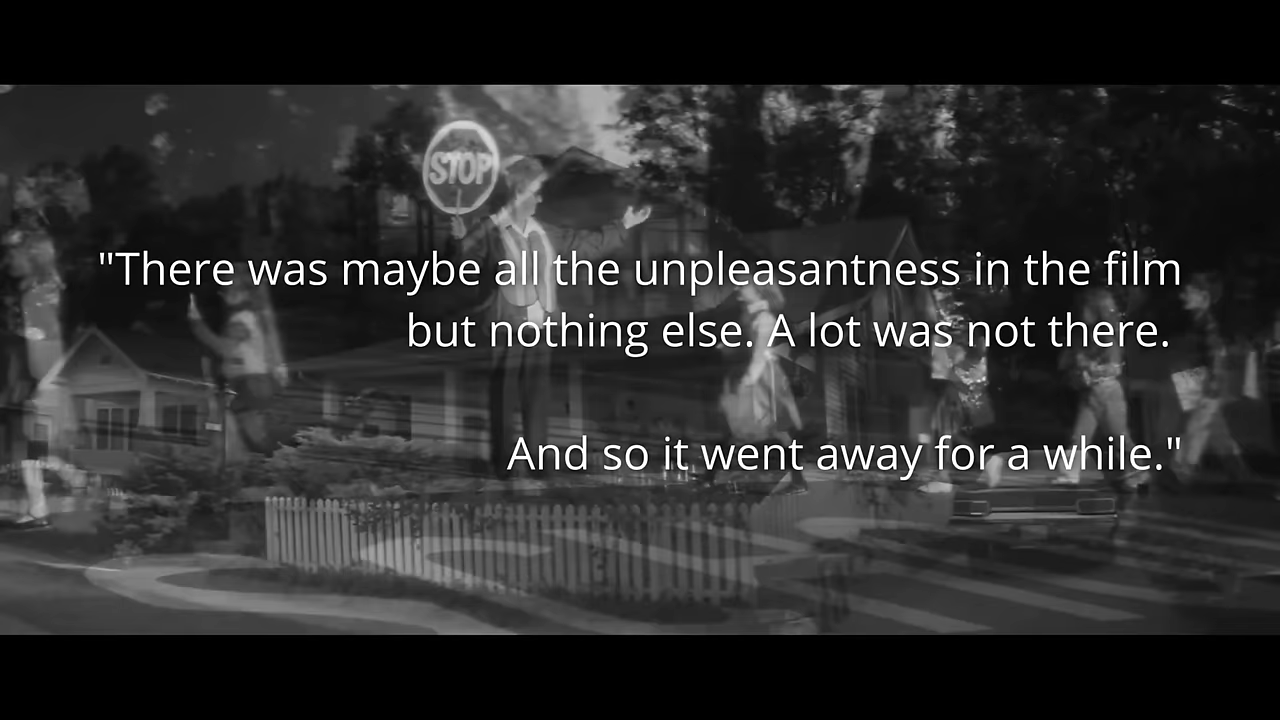 STOP
"There was maybe all the unpleasantness in the film
but nothing else. A lot was not there.
And so it went away for a while."